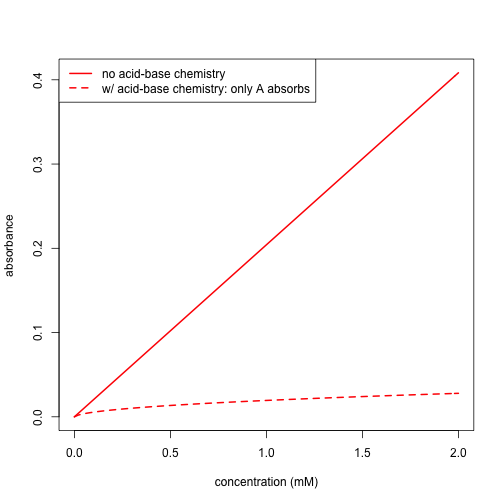 no acid-base chemistry
w/ acid-base chemistry: only A absorbs
0.4
0.3
0.2
0.1
0.0
absorbance
0.0 0.5 1.0 1.5 2.0
concentration (mM)